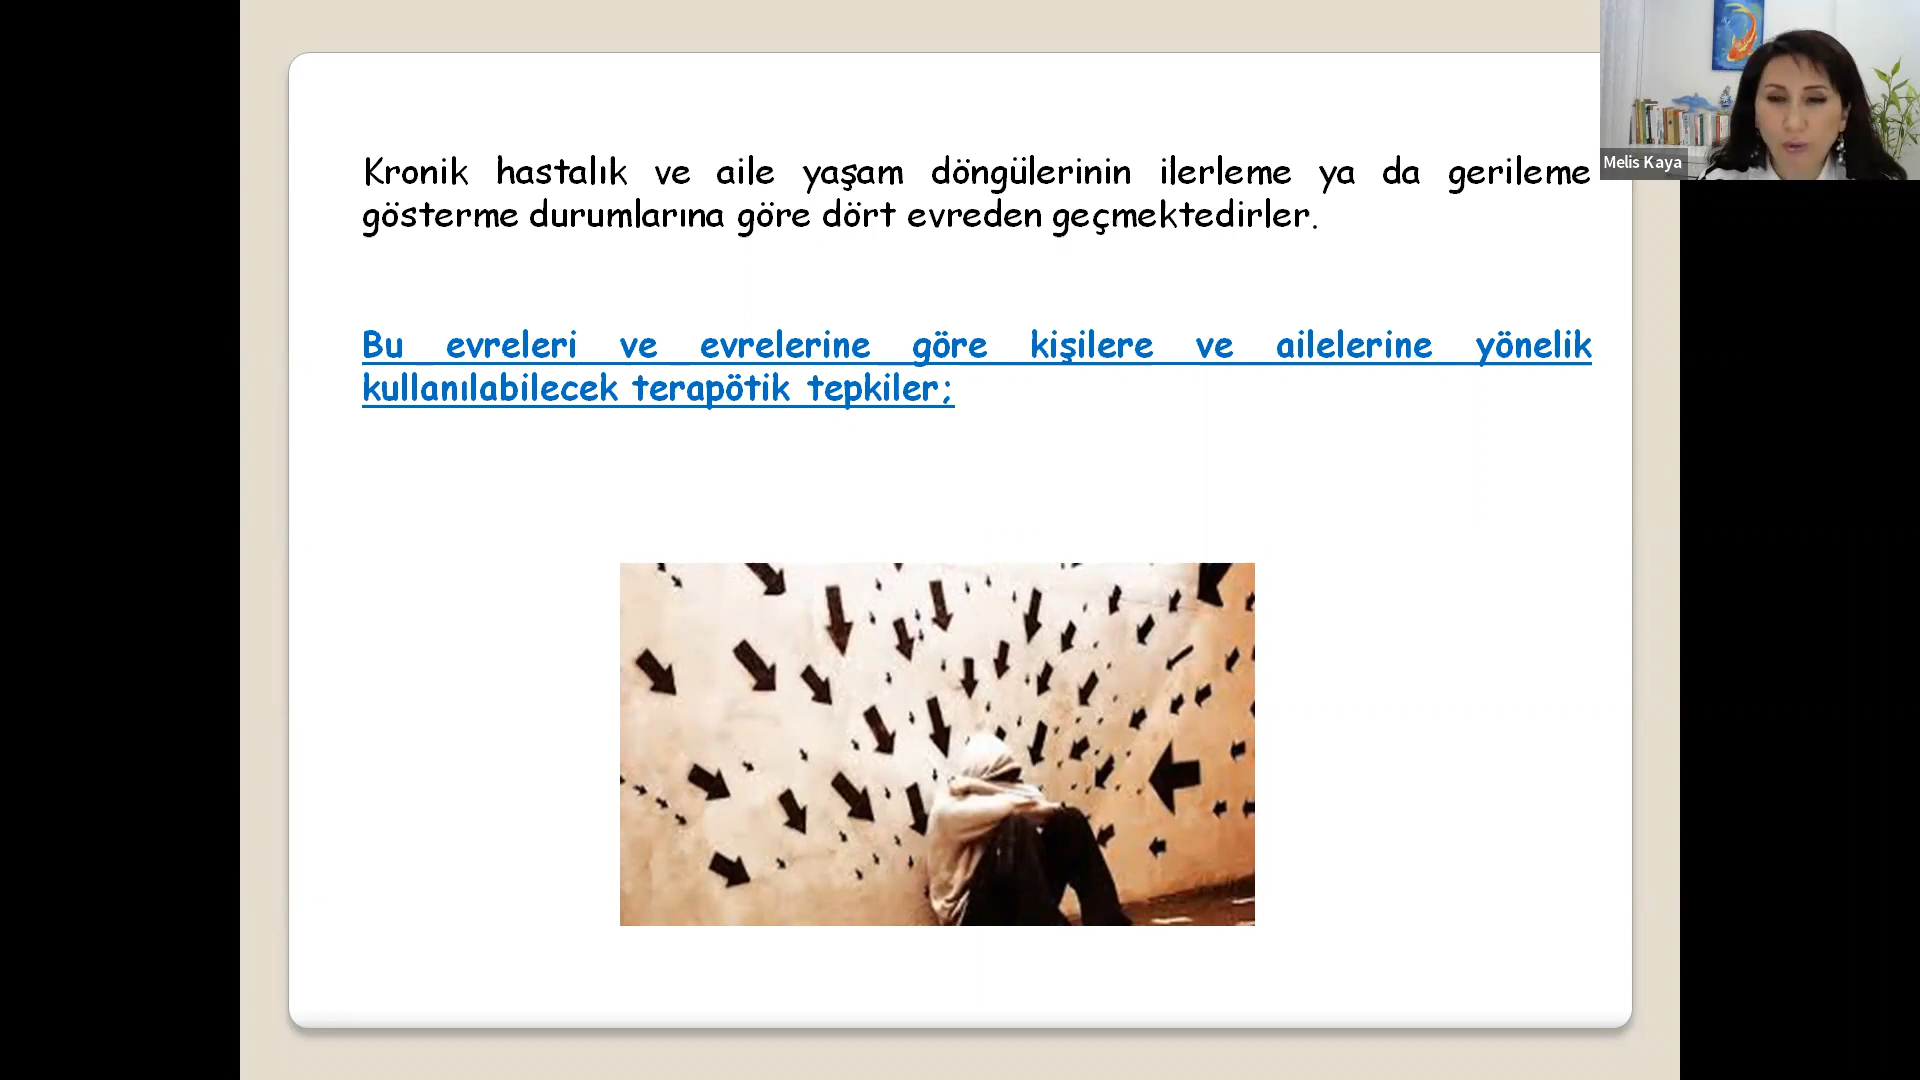 Kronik hastalık ve aile yaşam döngülerinin ilerleme ya da gerileme
gösterme durumlarına göre dört evreden geçmektedirler.
Bu evreleri ve evrelerine göre kişilere ve ailelerine yönelik
kullanılabilecek terapötik tepkiler;
Melis Kaya